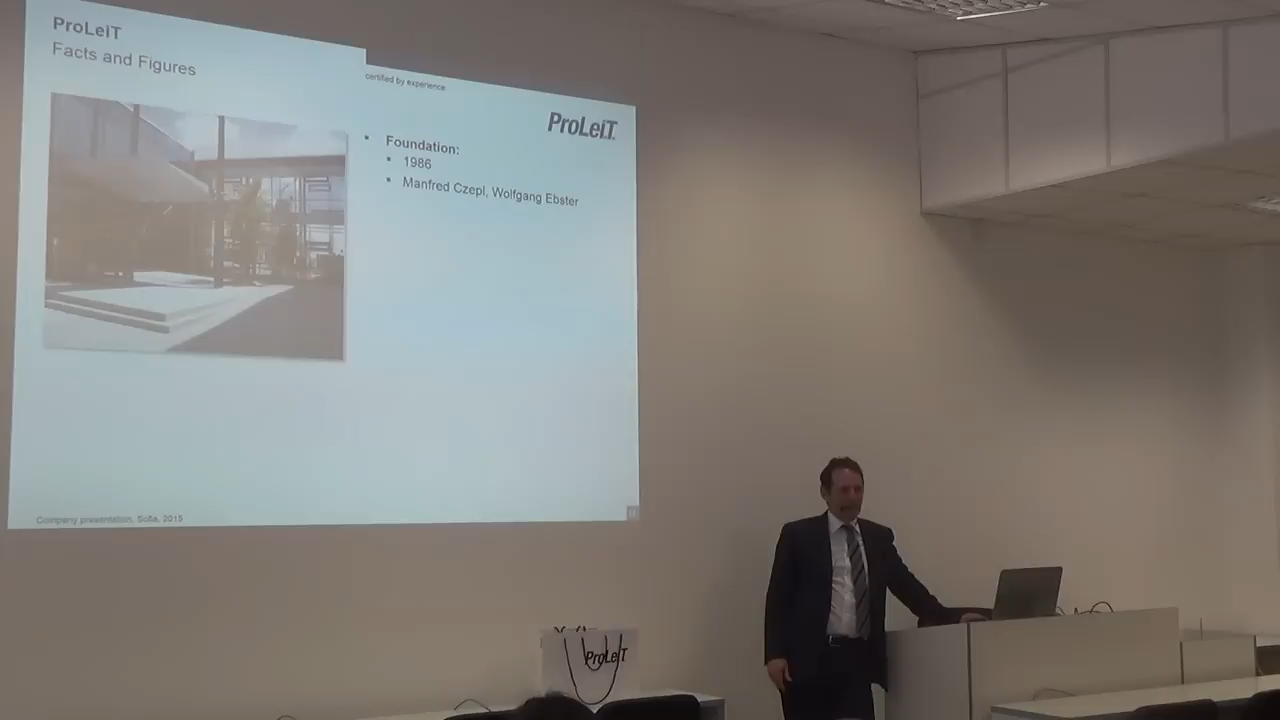 ProLeiT
Facts and Figures
certified by experience
ProLeiT
Foundation:
1986
Manfred Czepl, Wolfgang Ebster
Company presentation, Sofia, 2015
ProLeiT